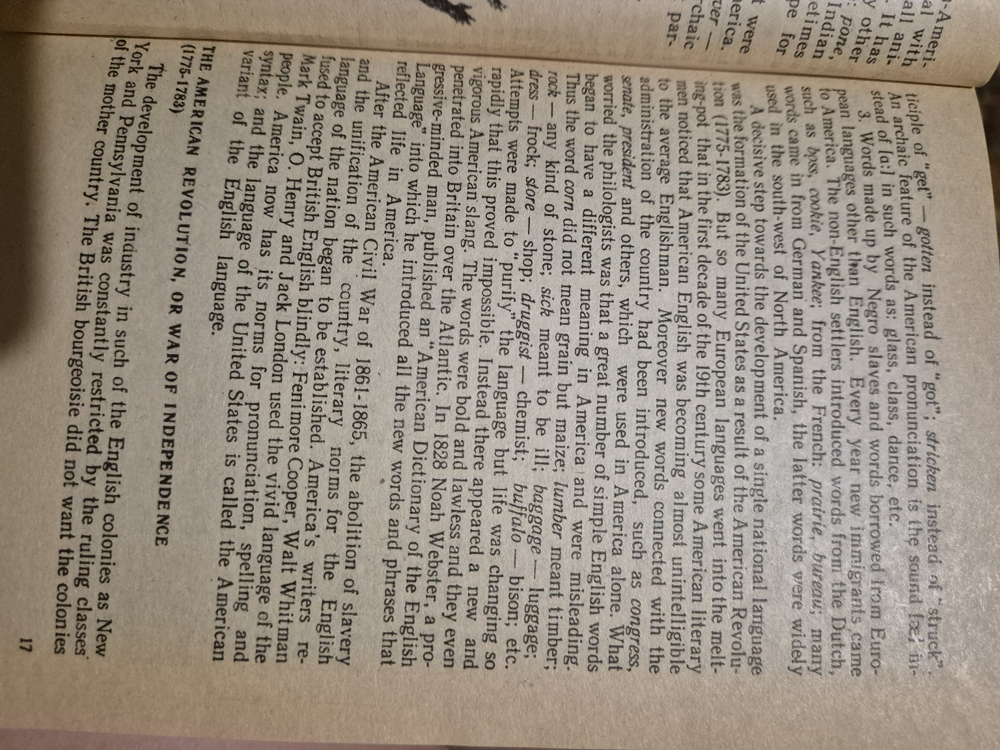 -Ameri-
al with
all ani-
It has
y other
: pone,
Indian,
etimes
pe for
t were
erica.
ver —
rchaic
par-
ticiple of "get" — gotten instead of "got"; stricken instead of "struck".
An archaic feature of the American pronunciation is the sound [æ] in-
stead of [ɑ:] in such words as: glass, class, dance, etc.
3. Words made up by Negro slaves and words borrowed from Euro-
pean languages other than English. Every year new immigrants came
to America. The non-English settlers introduced words from the Dutch,
such as boss, cookie, Yankee; from the French: prairie, bureau; many
words came in from German and Spanish, the latter words were widely
used in the south-west of North America.
A decisive step towards the development of a single national language
was the formation of the United States as a result of the American Revolu-
tion (1775-1783). But so many European languages went into the melt-
ing-pot that in the first decade of the 19th century some American literary
men noticed that American English was becoming almost unintelligible
to the average Englishman. Moreover new words connected with the
administration of the country had been introduced, such as congress,
senate, president and others, which were used in America alone. What
worried the philologists was that a great number of simple English words
began to have a different meaning in America and were misleading.
Thus the word corn did not mean grain but maize; lumber meant timber;
rock — any kind of stone; sick meant to be ill; baggage — luggage;
dress — frock; store — shop; druggist — chemist; buffalo — bison; etc.
Attempts were made to "purify" the language but life was changing so
rapidly that this proved impossible. Instead there appeared a new and
vigorous American slang. The words were bold and lawless and they even
penetrated into Britain over the Atlantic. In 1828 Noah Webster, a pro-
gressive-minded man, published an "American Dictionary of the English
Language" into which he introduced all the new words and phrases that
reflected life in America.
After the American Civil War of 1861-1865, the abolition of slavery
and the unification of the country, literary norms for the English
language of the nation began to be established. America's writers re-
fused to accept British English blindly: Fenimore Cooper, Walt Whitman
Mark Twain, O. Henry and Jack London used the vivid language of the
people. America now has its norms for pronunciation, spelling and
syntax; and the language of the United States is called the American
variant of the English language.
THE AMERICAN REVOLUTION, OR WAR OF INDEPENDENCE
(1775-1783)
The development of industry in such of the English colonies as New
York and Pennsylvania was constantly restricted by the ruling classes
of the mother country. The British bourgeoisie did not want the colonies
17